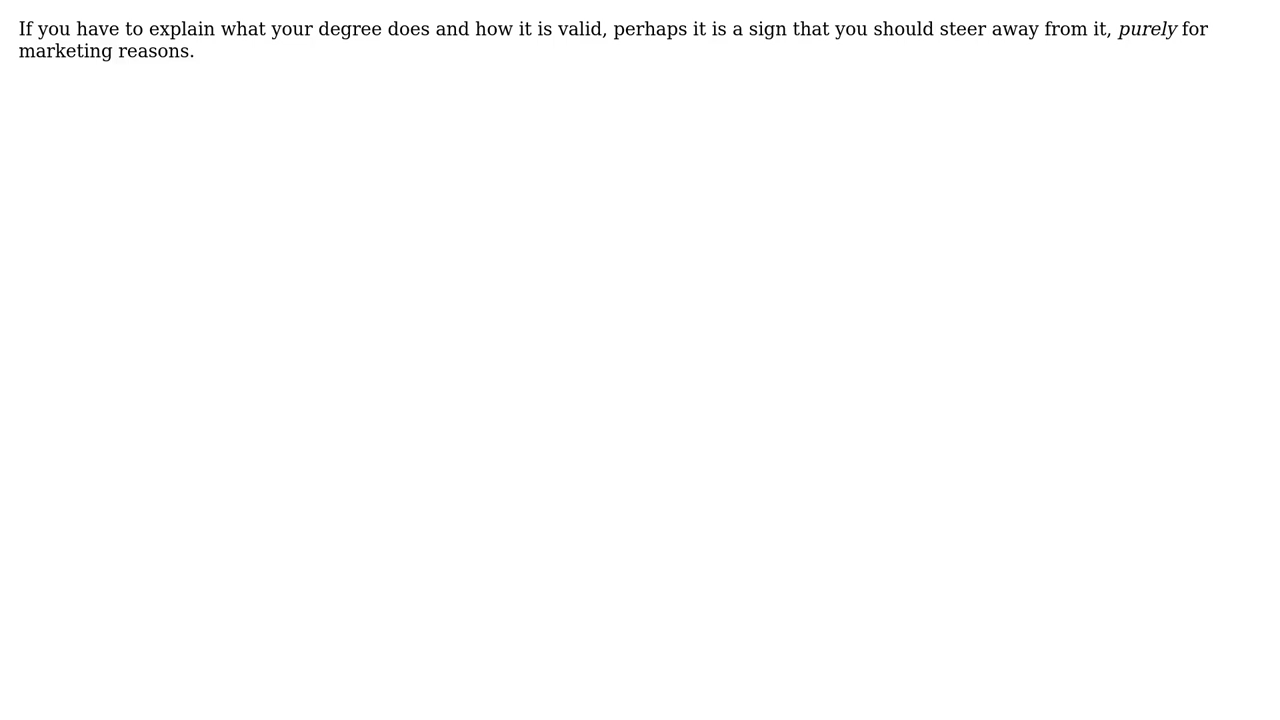 If you have to explain what your degree does and how it is valid, perhaps it is a sign that you should steer away from it, purely for
marketing reasons.